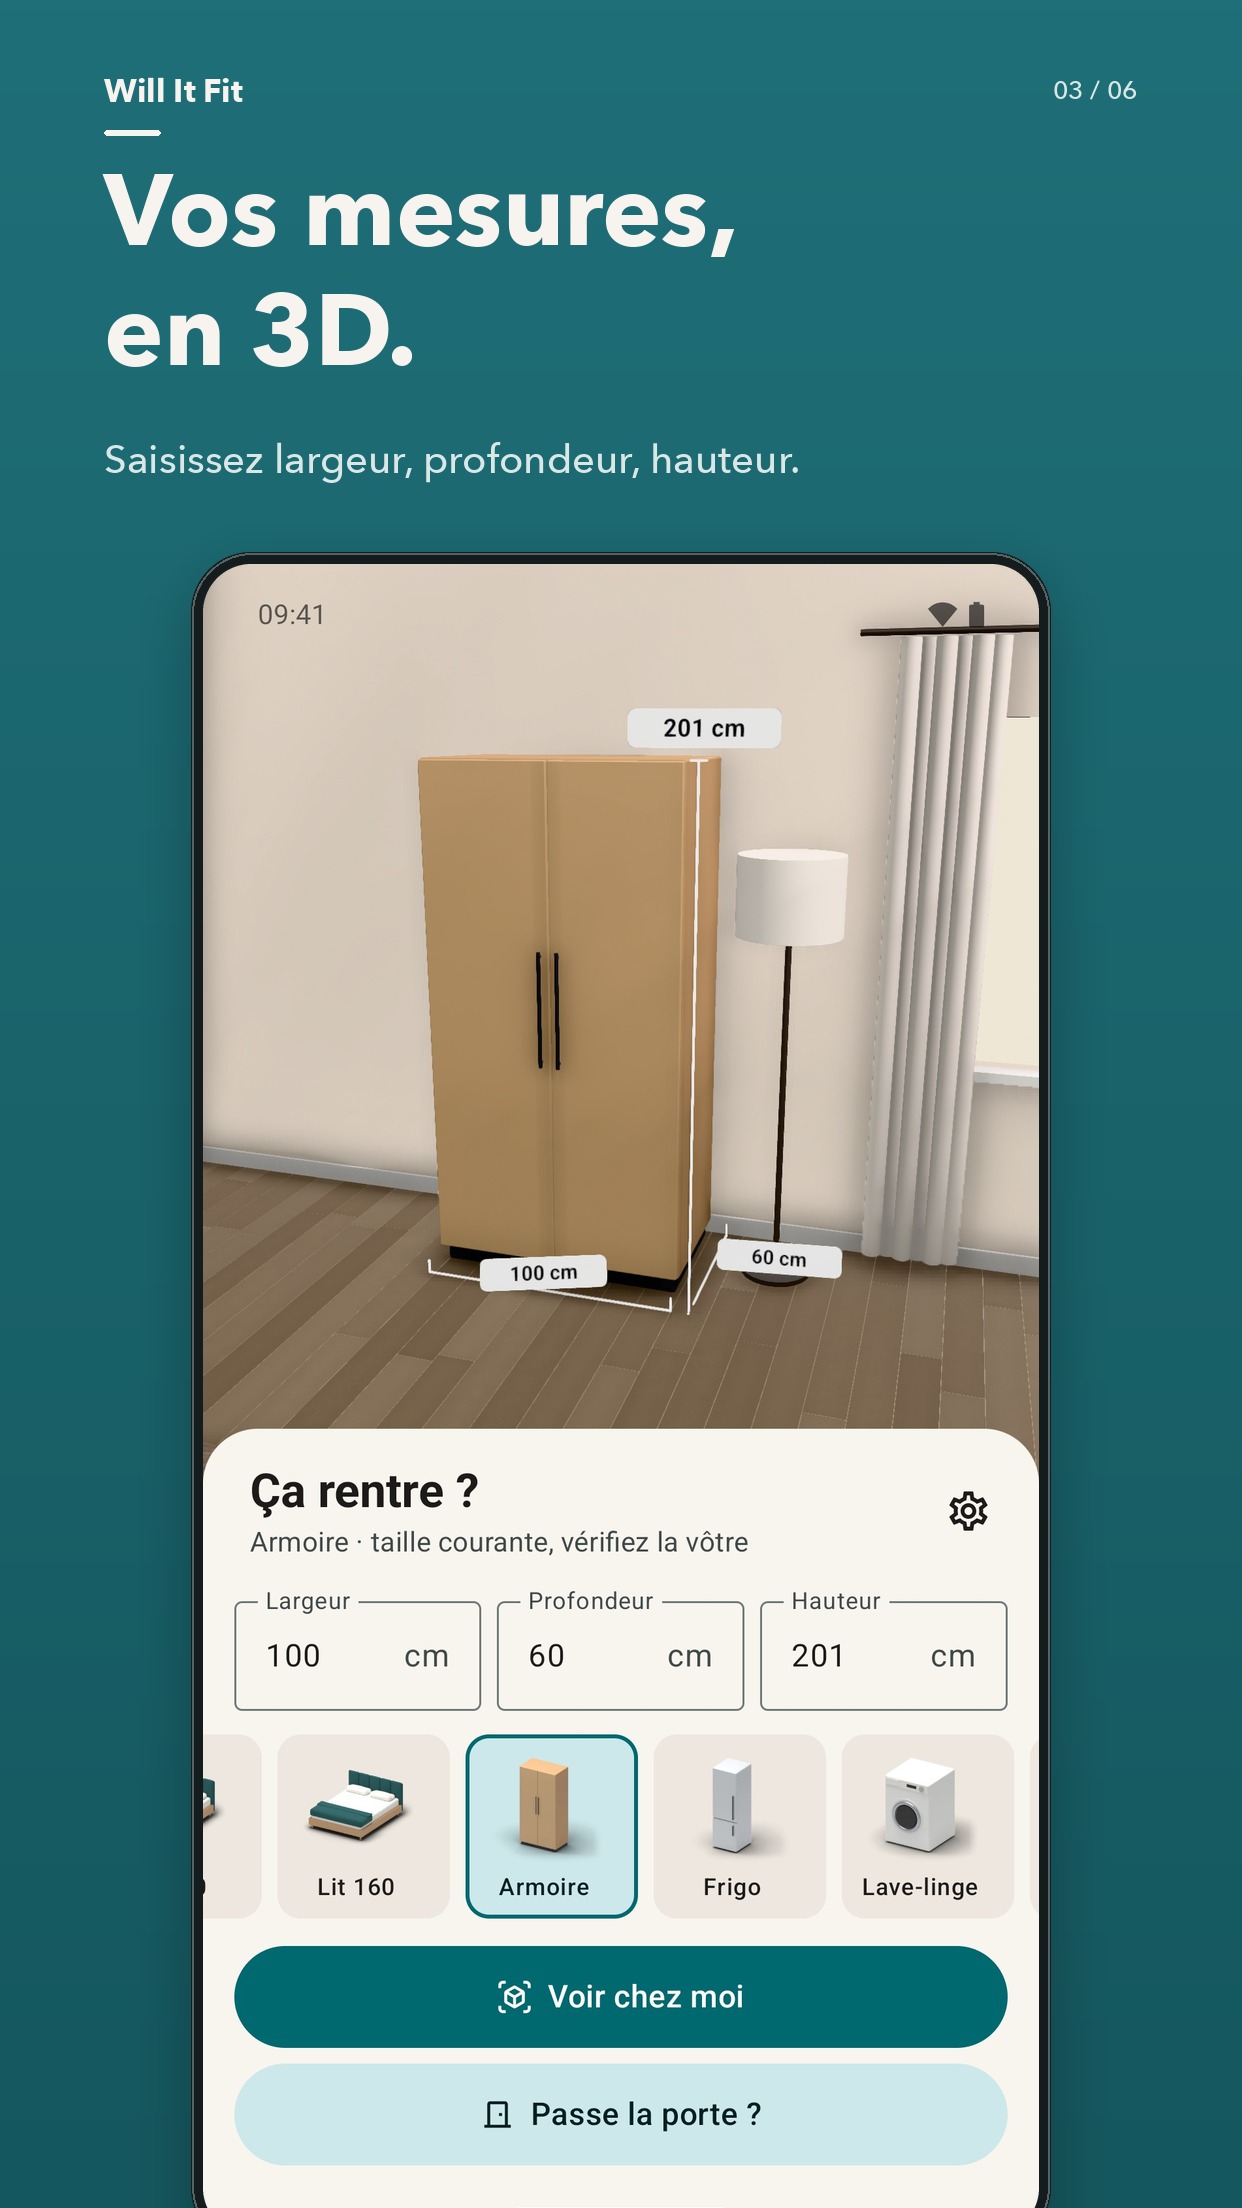 Will It Fit
03 / 06
Vos mesures,
en 3D.
Saisissez largeur, profondeur, hauteur.
09:41
201 cm
100 cm
60 cm
Ça rentre ?
Armoire · taille courante, vérifiez la vôtre
Largeur
Profondeur
Hauteur
100 cm
60 cm
201 cm
Lit 160
Armoire
Frigo
Lave-linge
Voir chez moi
Passe la porte ?